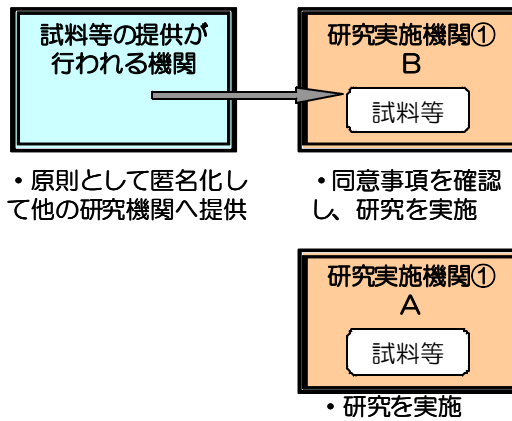 試料等の提供が
行われる機関
・原則として匿名化し
て他の研究機関へ提供
研究実施機関①
B
試料等
・同意事項を確認
し、研究を実施
研究実施機関①
A
試料等
・研究を実施